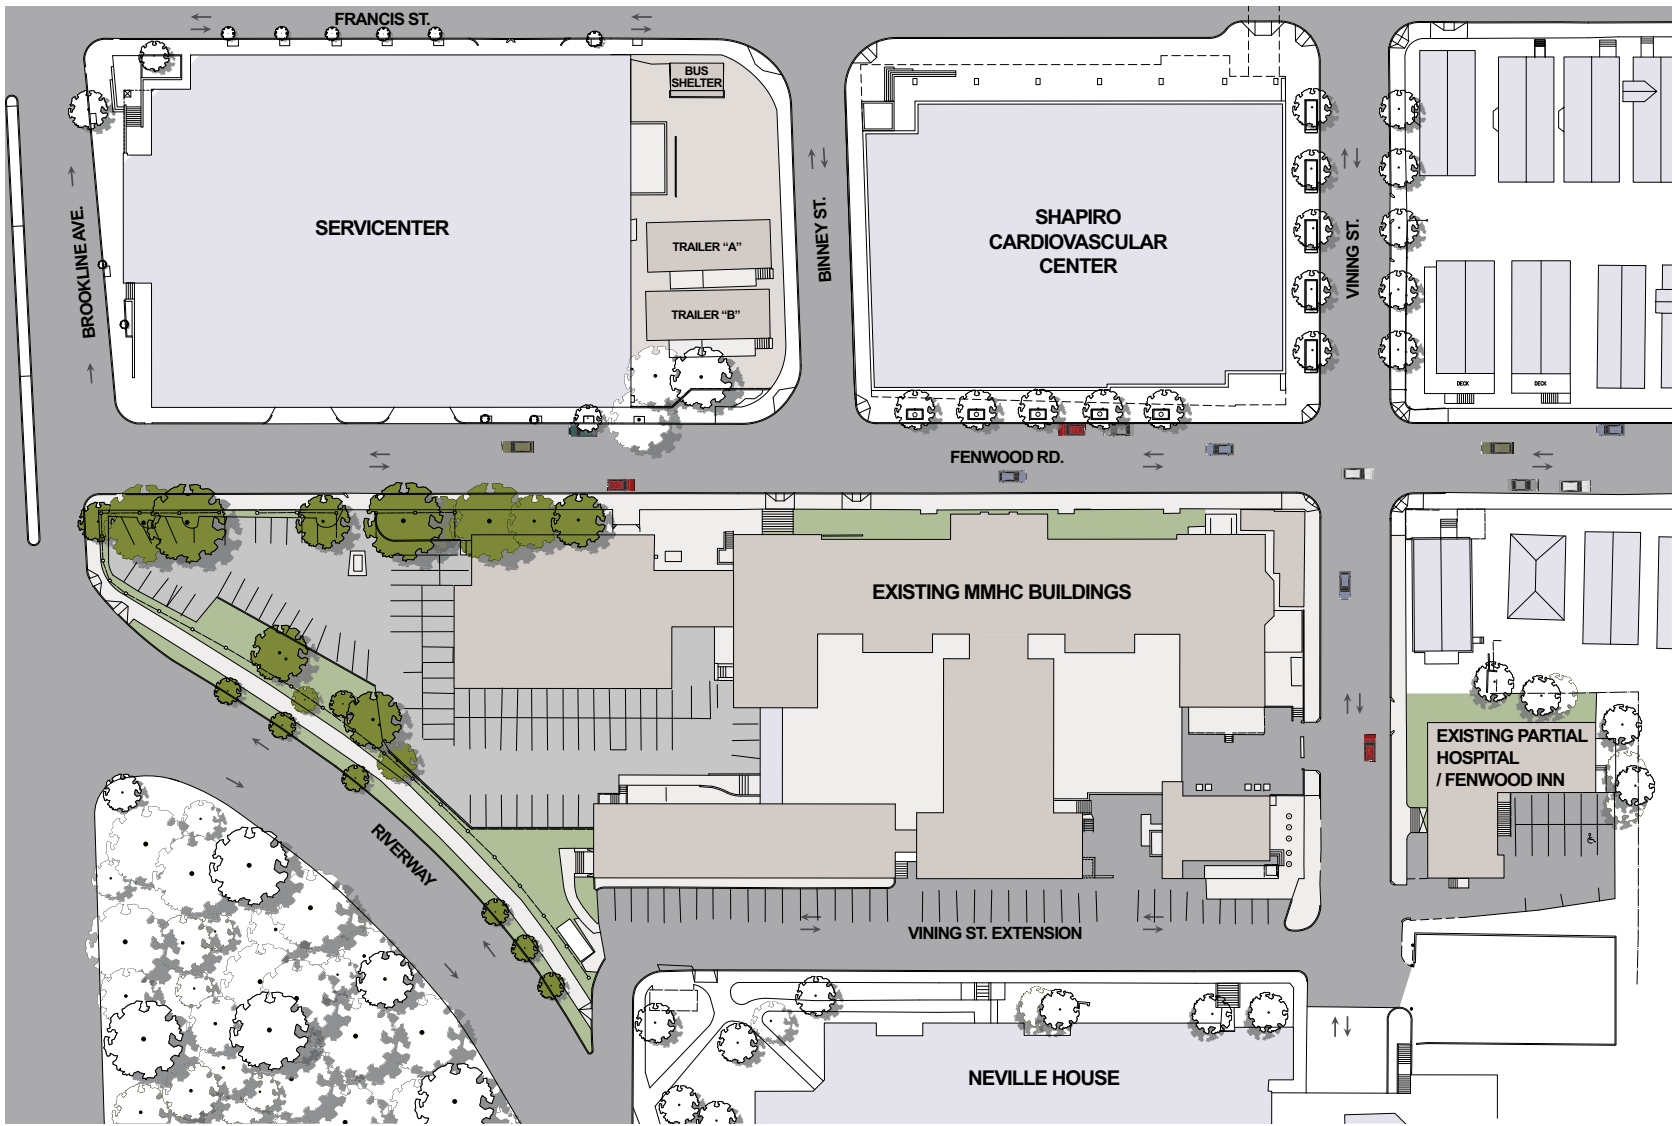 FRANCIS ST.
BUS
SHELTER
SERVICENTER
TRAILER "A"
TRAILER "B"
BROOKLINE AVE.
BINNEY ST.
SHAPIRO
CARDIOVASCULAR
CENTER
VINING ST.
DECK
DECK
FENWOOD RD.
EXISTING MMHC BUILDINGS
EXISTING PARTIAL
HOSPITAL
/ FENWOOD INN
RIVERWAY
VINING ST. EXTENSION
NEVILLE HOUSE